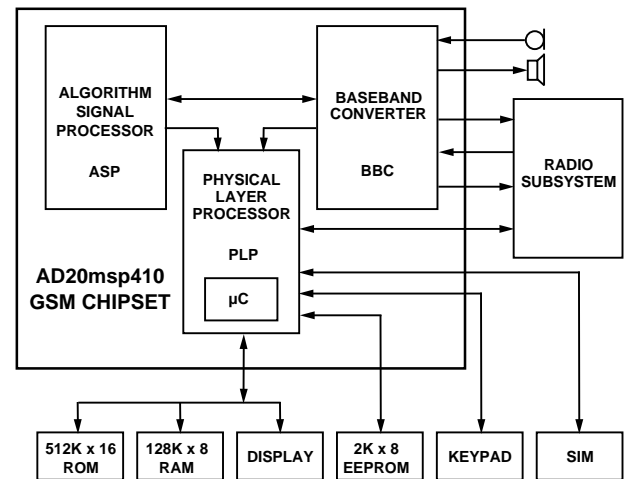 ALGORITHM
SIGNAL
PROCESSOR
ASP
BASEBAND
CONVERTER
BBC
RADIO
SUBSYSTEM
PHYSICAL
LAYER
PROCESSOR
PLP
µC
AD20msp410
GSM CHIPSET
512K x 16
ROM
128K x 8
RAM
DISPLAY
2K x 8
EEPROM
KEYPAD
SIM